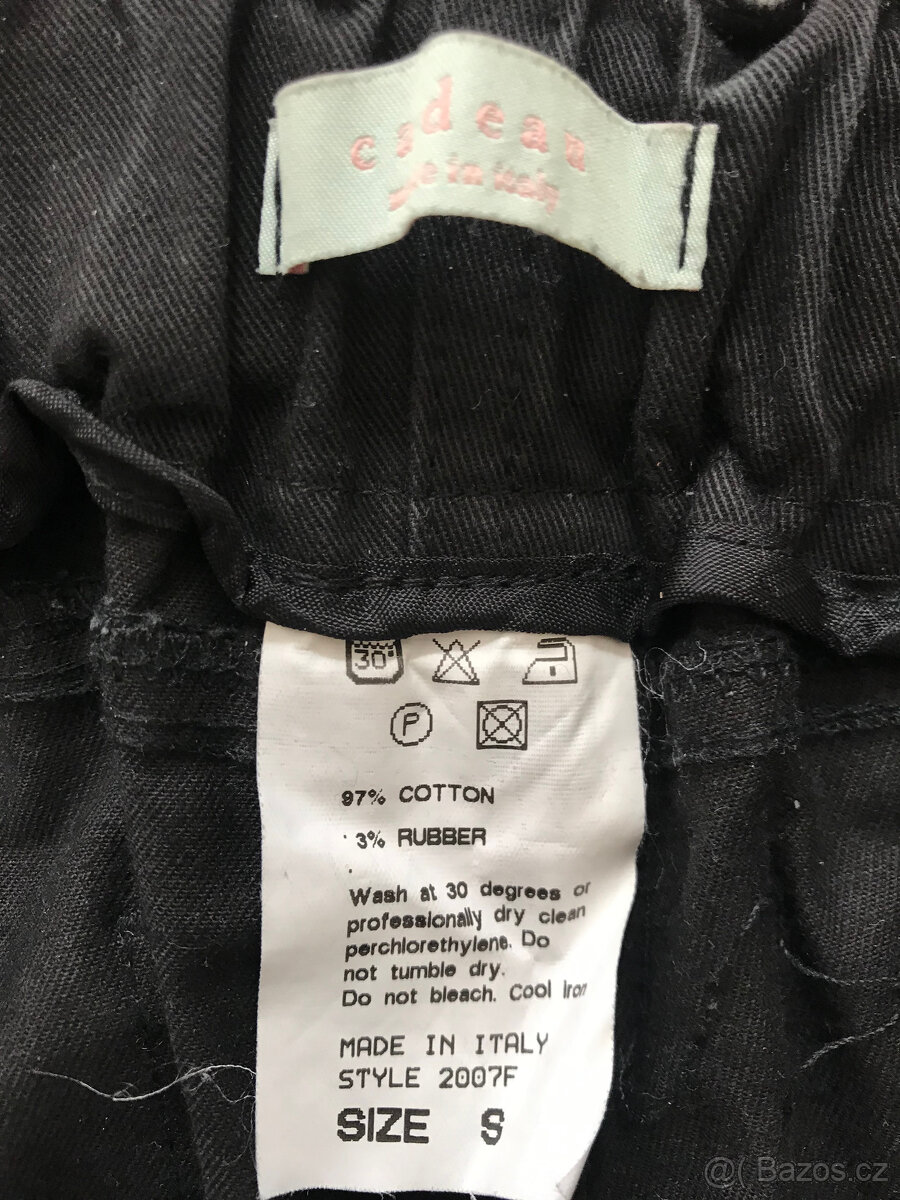 cadeau
made in italy
30°
P
97% COTTON
3% RUBBER
Wash at 30 degrees or
professionally dry clean
perchlorethylene. Do
not tumble dry.
Do not bleach. Cool Iron
MADE IN ITALY
STYLE 2007F
SIZE S
@( Bazos.cz